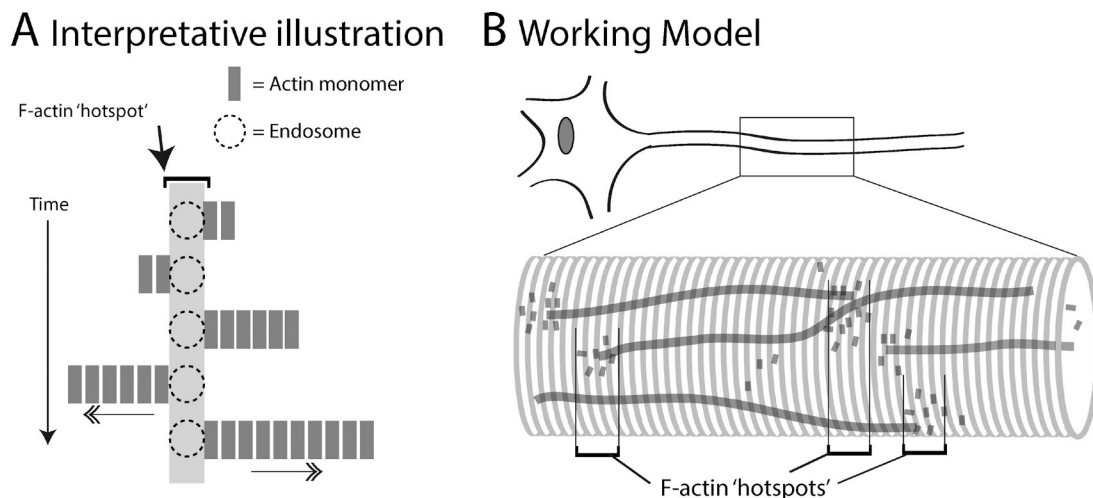 A Interpretative illustration
= Actin monomer
F-actin 'hotspot'
= Endosome
Time
B Working Model
F-actin 'hotspots'